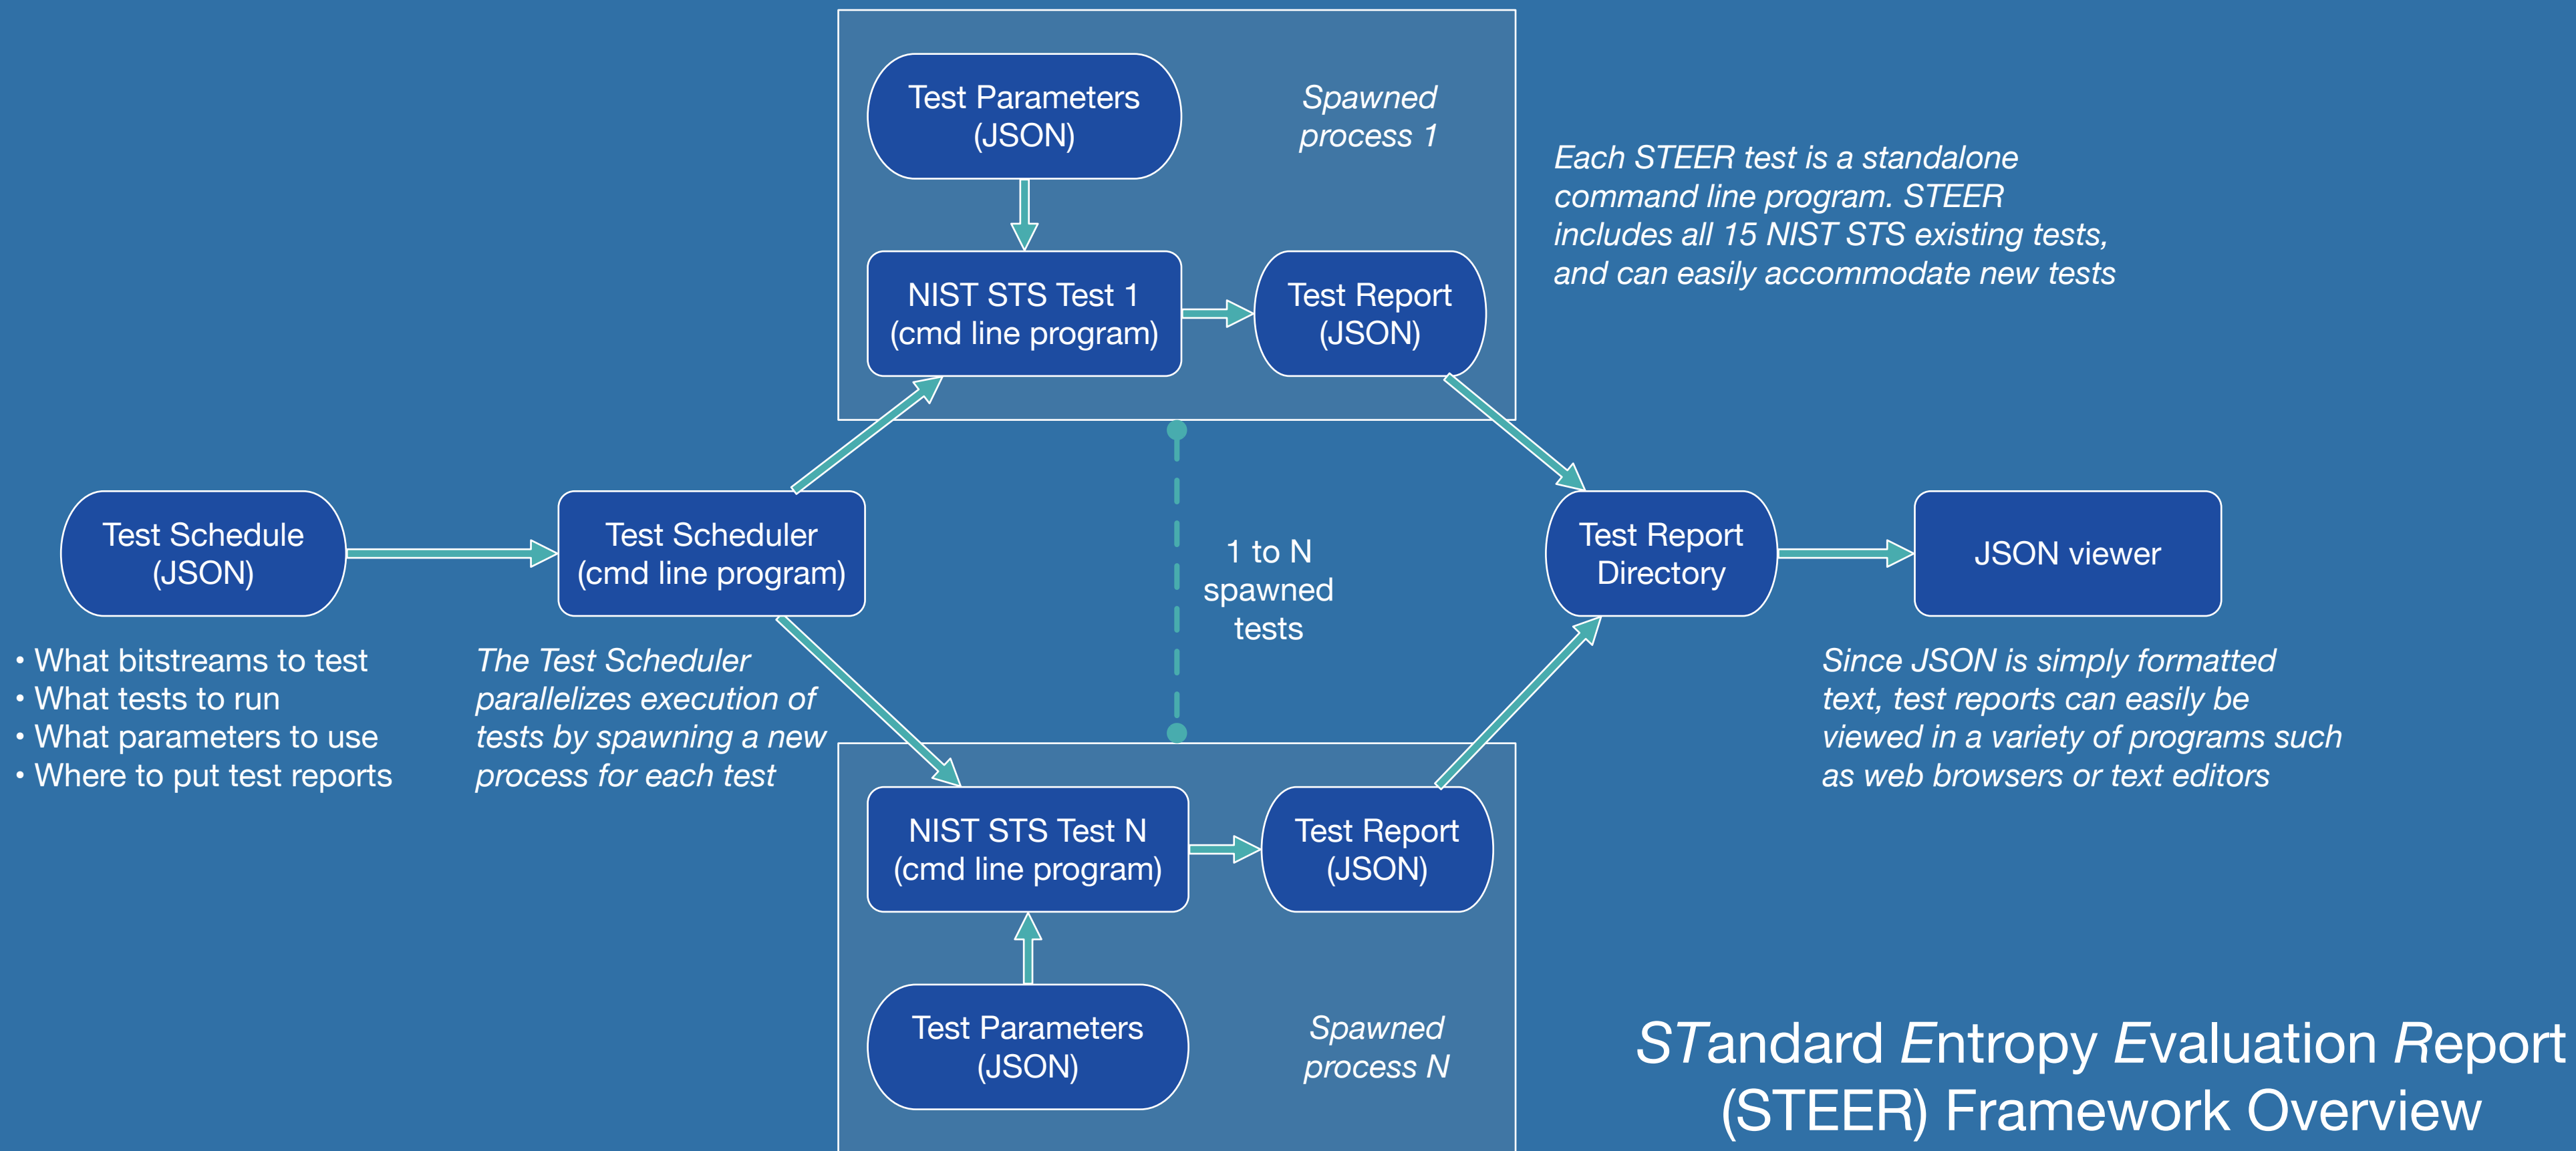 Test Parameters
(JSON)
Spawned
process 1
NIST STS Test 1
(cmd line program)
Test Report
(JSON)
Each STEER test is a standalone
command line program. STEER
includes all 15 NIST STS existing tests,
and can easily accommodate new tests
Test Schedule
(JSON)
• What bitstreams to test
• What tests to run
• What parameters to use
• Where to put test reports
Test Scheduler
(cmd line program)
The Test Scheduler
parallelizes execution of
tests by spawning a new
process for each test
1 to N
spawned
tests
Test Report
Directory
JSON viewer
Since JSON is simply formatted
text, test reports can easily be
viewed in a variety of programs such
as web browsers or text editors
NIST STS Test N
(cmd line program)
Test Report
(JSON)
Test Parameters
(JSON)
Spawned
process N
STandard Entropy Evaluation Report
(STEER) Framework Overview